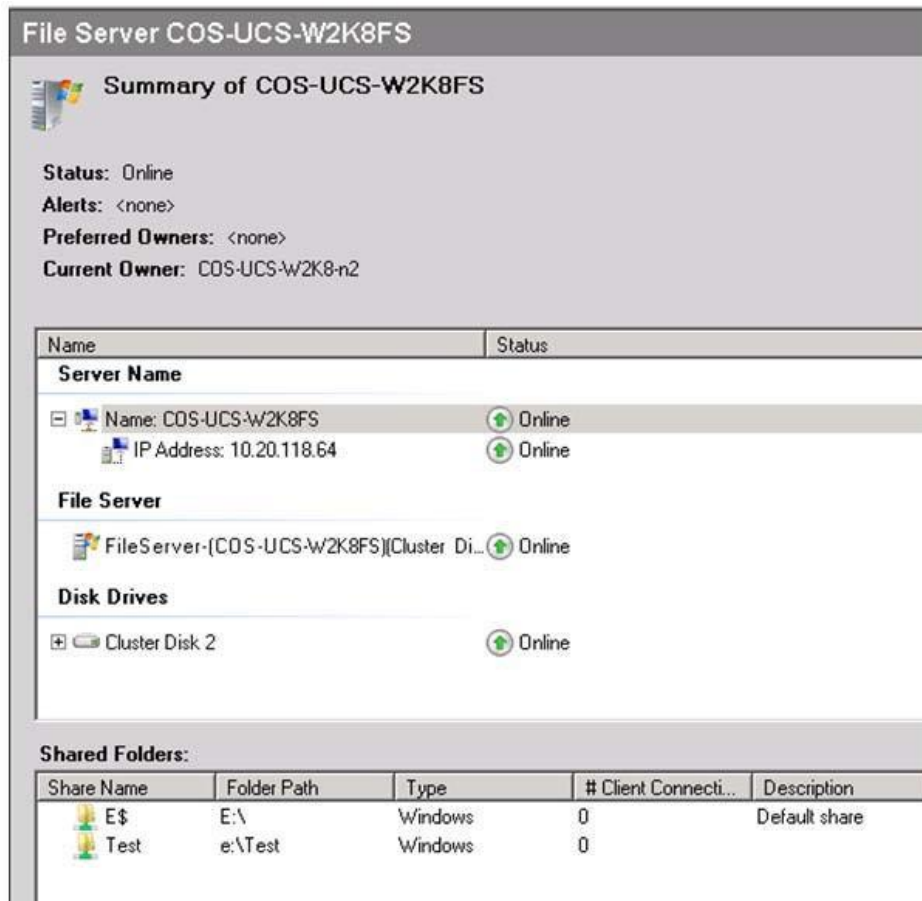 File Server COS-UCS-W2K8FS
Summary of COS-UCS-W2K8FS
Status: Online
Alerts: <none>
Preferred Owners: <none>
Current Owner: COS-UCS-W2K8-n2
Name Status
Server Name
Name: COS-UCS-W2K8FS Online
IP Address: 10.20.118.64 Online
File Server
FileServer-(COS-UCS-W2K8FS)(Cluster Di... Online
Disk Drives
Cluster Disk 2 Online
Shared Folders:
Share Name Folder Path Type # Client Connecti... Description
E$ E:\ Windows 0 Default share
Test e:\Test Windows 0